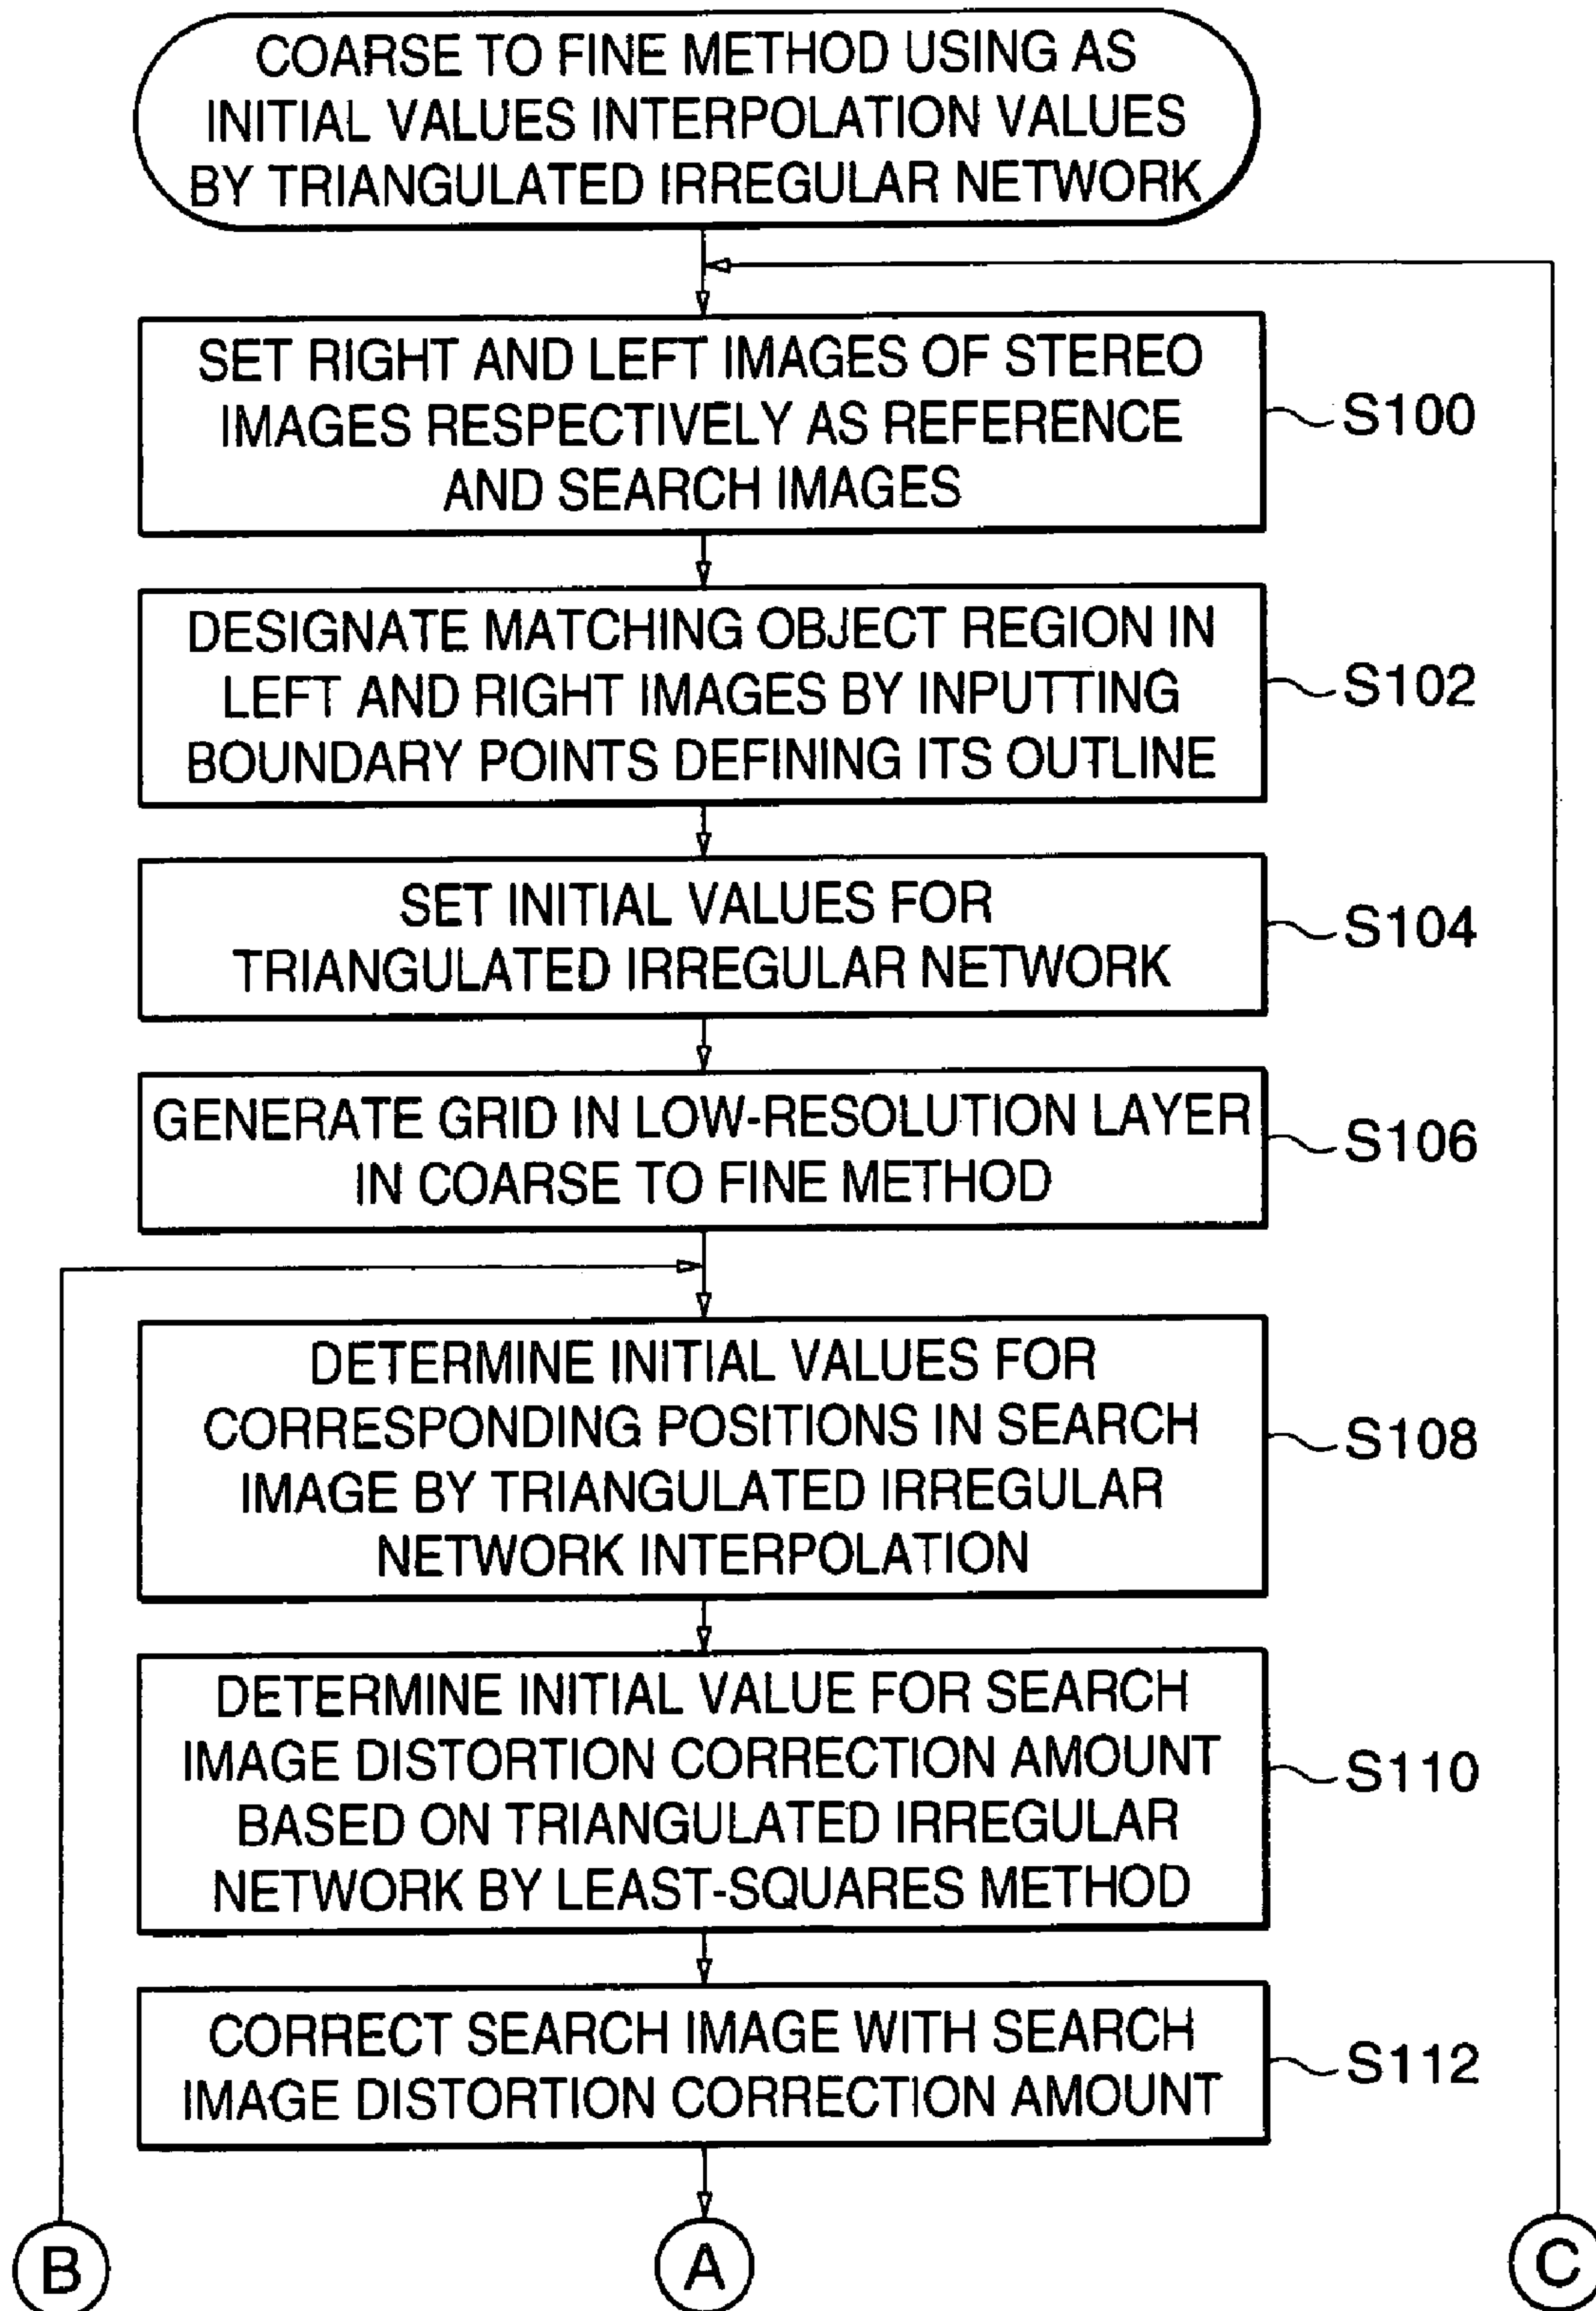 COARSE TO FINE METHOD USING AS
INITIAL VALUES INTERPOLATION VALUES
BY TRIANGULATED IRREGULAR NETWORK
SET RIGHT AND LEFT IMAGES OF STEREO
IMAGES RESPECTIVELY AS REFERENCE
AND SEARCH IMAGES
S100
DESIGNATE MATCHING OBJECT REGION IN
LEFT AND RIGHT IMAGES BY INPUTTING
BOUNDARY POINTS DEFINING ITS OUTLINE
S102
SET INITIAL VALUES FOR
TRIANGULATED IRREGULAR NETWORK
S104
GENERATE GRID IN LOW-RESOLUTION LAYER
IN COARSE TO FINE METHOD
S106
DETERMINE INITIAL VALUES FOR
CORRESPONDING POSITIONS IN SEARCH
IMAGE BY TRIANGULATED IRREGULAR
NETWORK INTERPOLATION
S108
DETERMINE INITIAL VALUE FOR SEARCH
IMAGE DISTORTION CORRECTION AMOUNT
BASED ON TRIANGULATED IRREGULAR
NETWORK BY LEAST-SQUARES METHOD
S110
CORRECT SEARCH IMAGE WITH SEARCH
IMAGE DISTORTION CORRECTION AMOUNT
S112
B
A
C